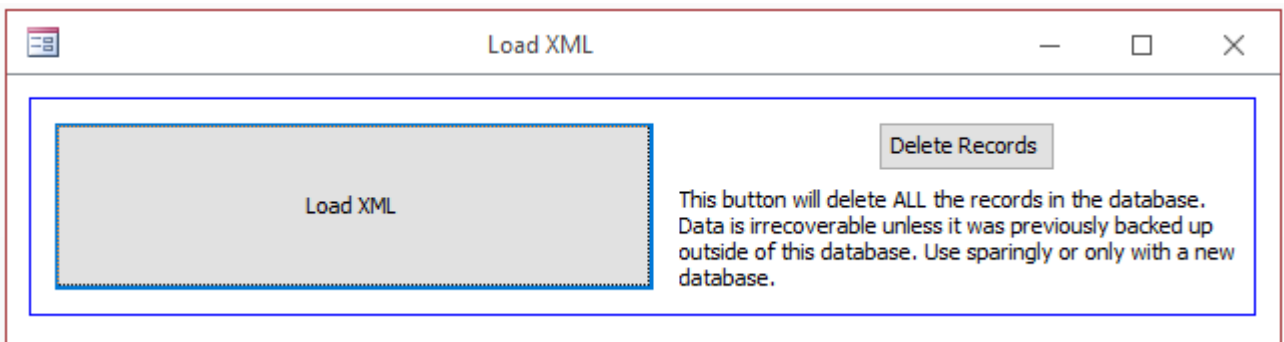 Load XML
Load XML
Delete Records
This button will delete ALL the records in the database.
Data is irrecoverable unless it was previously backed up
outside of this database. Use sparingly or only with a new
database.